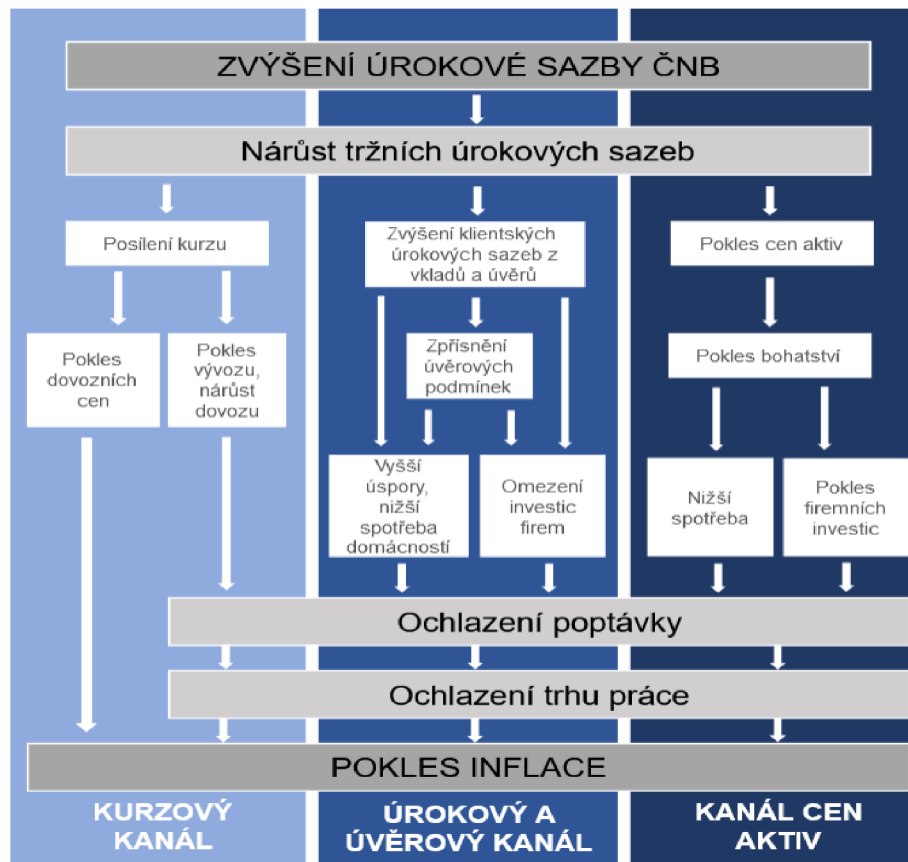 ZVÝŠENÍ ÚROKOVÉ SAZBY ČNB
Nárůst tržních úrokových sazeb
Posílení kurzu
Zvýšení klientských
úrokových sazeb z
vkladů a úvěrů
Pokles cen aktiv
Pokles
dovozních
cen
Pokles
vývozu,
nárůst
dovozu
Zpřísnění
úvěrových
podmínek
Pokles bohatství
Vyšší
úspory,
nižší
spotřeba
domácností
Omezení
investic
firem
Nižší
spotřeba
Pokles
firemních
investic
Ochlazení poptávky
Ochlazení trhu práce
POKLES INFLACE
KURZOVÝ
KANÁL
ÚROKOVÝ A
ÚVĚROVÝ KANÁL
KANÁL CEN
AKTIV